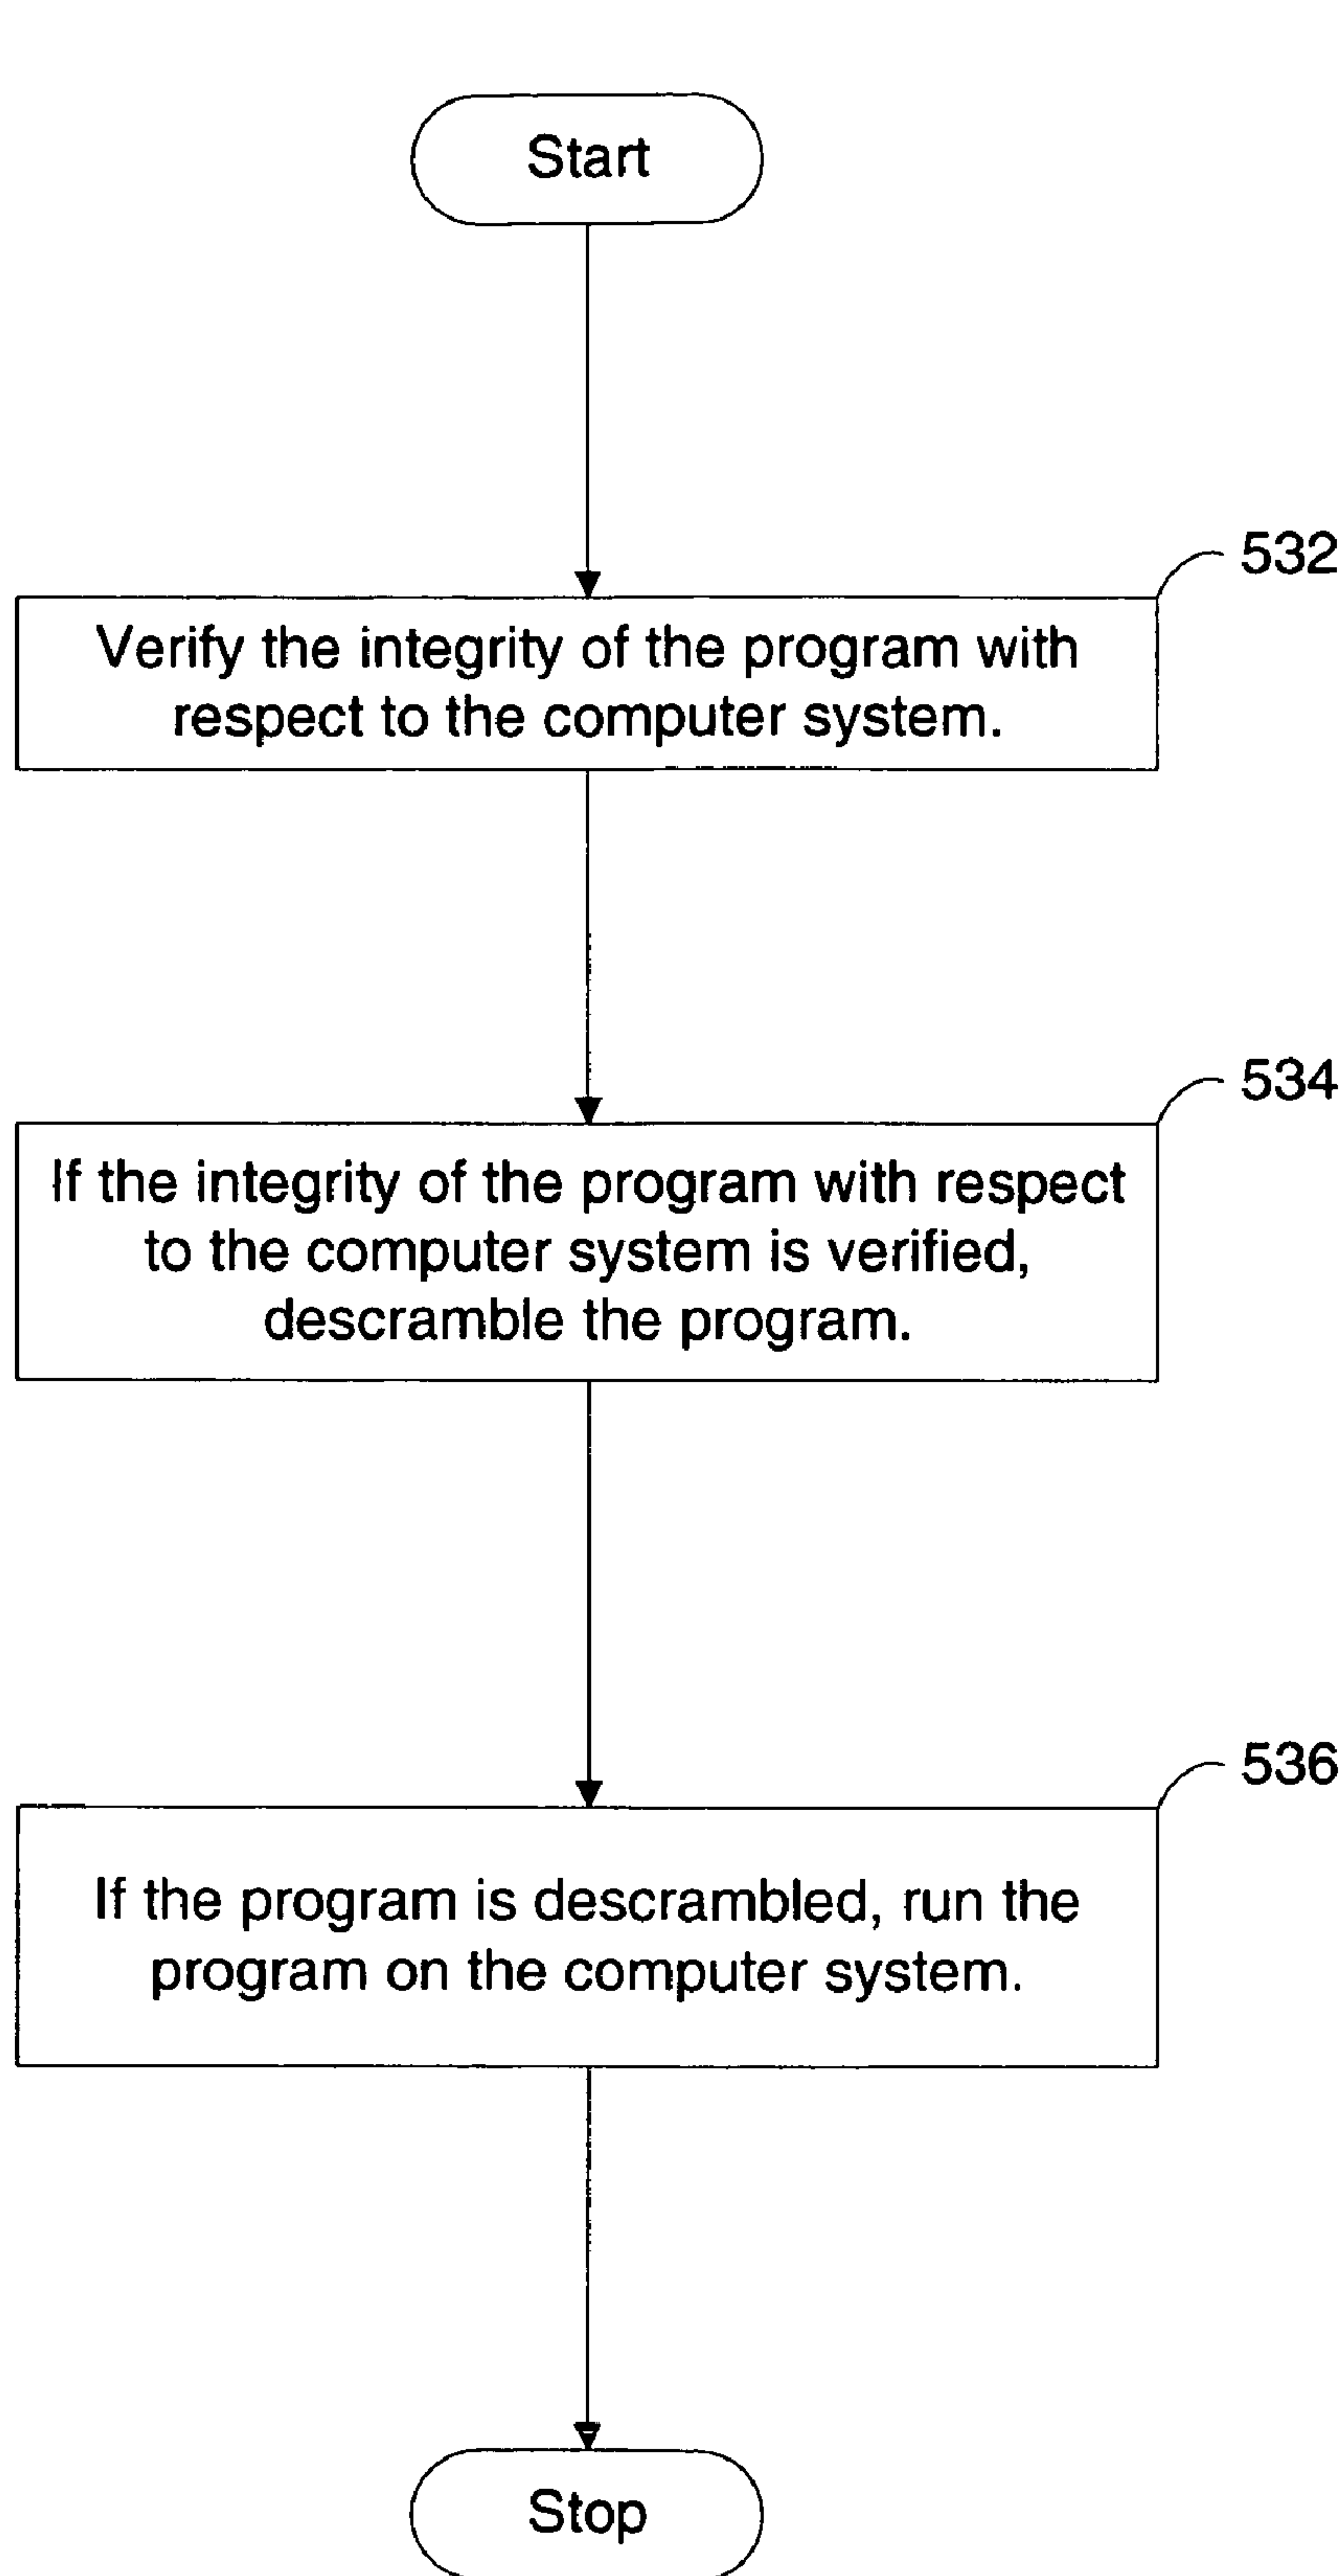 Start
532
Verify the integrity of the program with
respect to the computer system.
534
If the integrity of the program with respect
to the computer system is verified,
descramble the program.
536
If the program is descrambled, run the
program on the computer system.
Stop